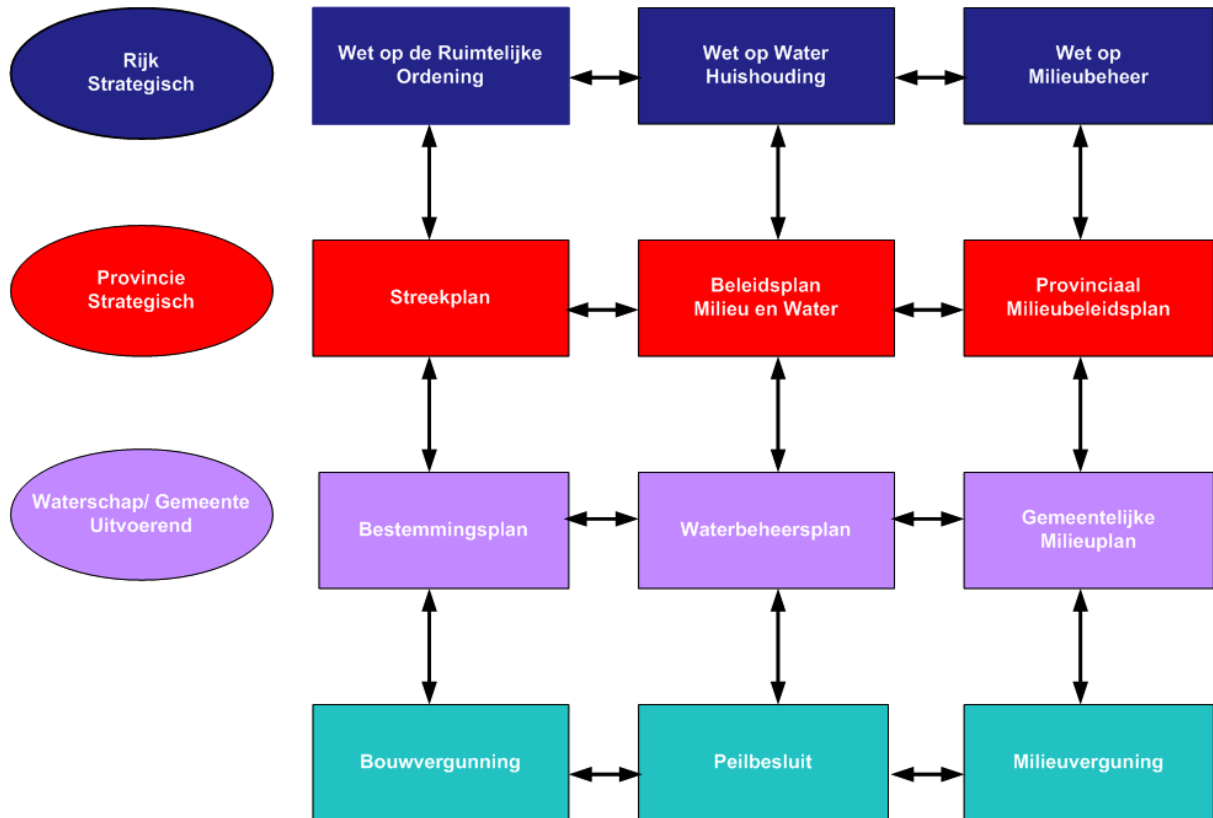 Rijk
Strategisch
Wet op de Ruimtelijke
Ordening
Wet op Water
Huishouding
Wet op
Milieubeheer
Provincie
Strategisch
Streekplan
Beleidsplan
Milieu en Water
Provinciaal
Milieubeleidsplan
Waterschap/ Gemeente
Uitvoerend
Bestemmingsplan
Waterbeheersplan
Gemeentelijke
Milieuplan
Bouwvergunning
Peilbesluit
Milieuverguning